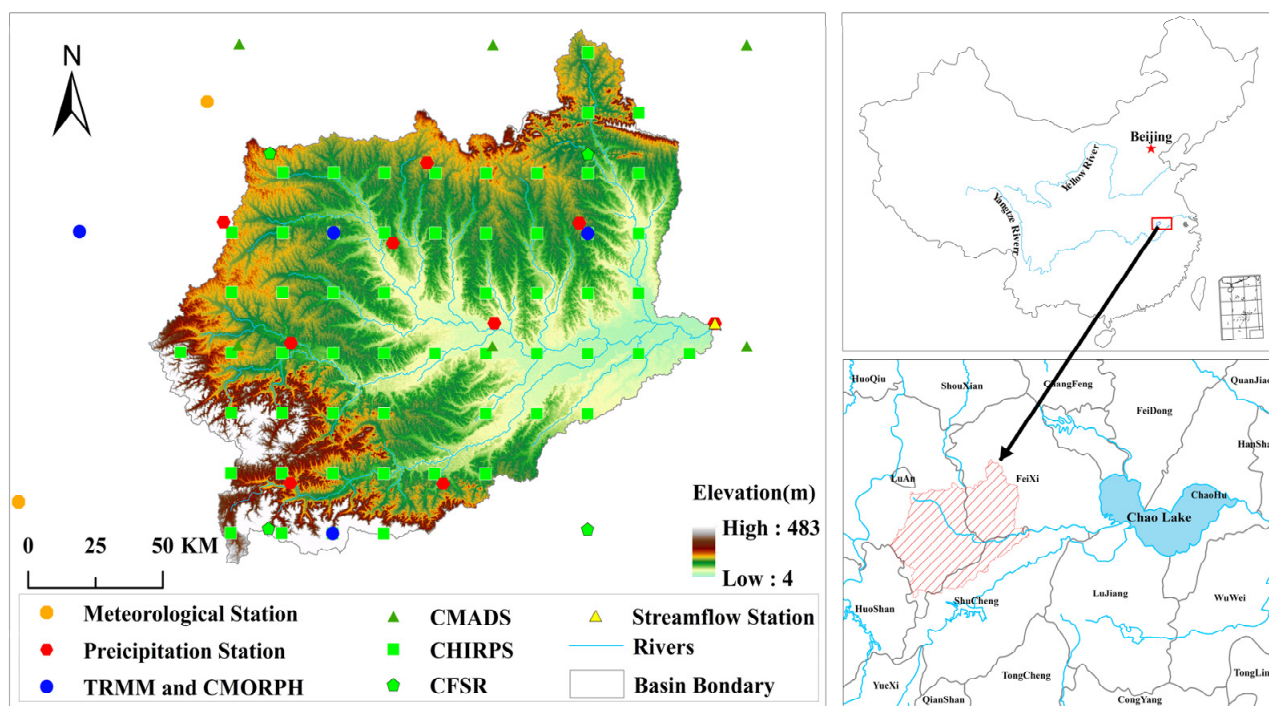 N
Elevation(m)
High : 483
Low : 4
0 25 50 KM
Meteorological Station
Preicipitation Station
TRMM and CMORPH
CMADS
CHIRPS
CFSR
Streamflow Station
Rivers
Basin Bondary
Beijing
Yellow River
Yangtze River
HuoQiu
ShouXian
ChangFeng
QuanJiao
FeiDong
HanShan
LuAn
FeiXi
ChaoHu
Chao Lake
HuoShan
ShuCheng
LuJiang
WuWei
YueXi
QianShan
TongCheng
CongYang
TongLin